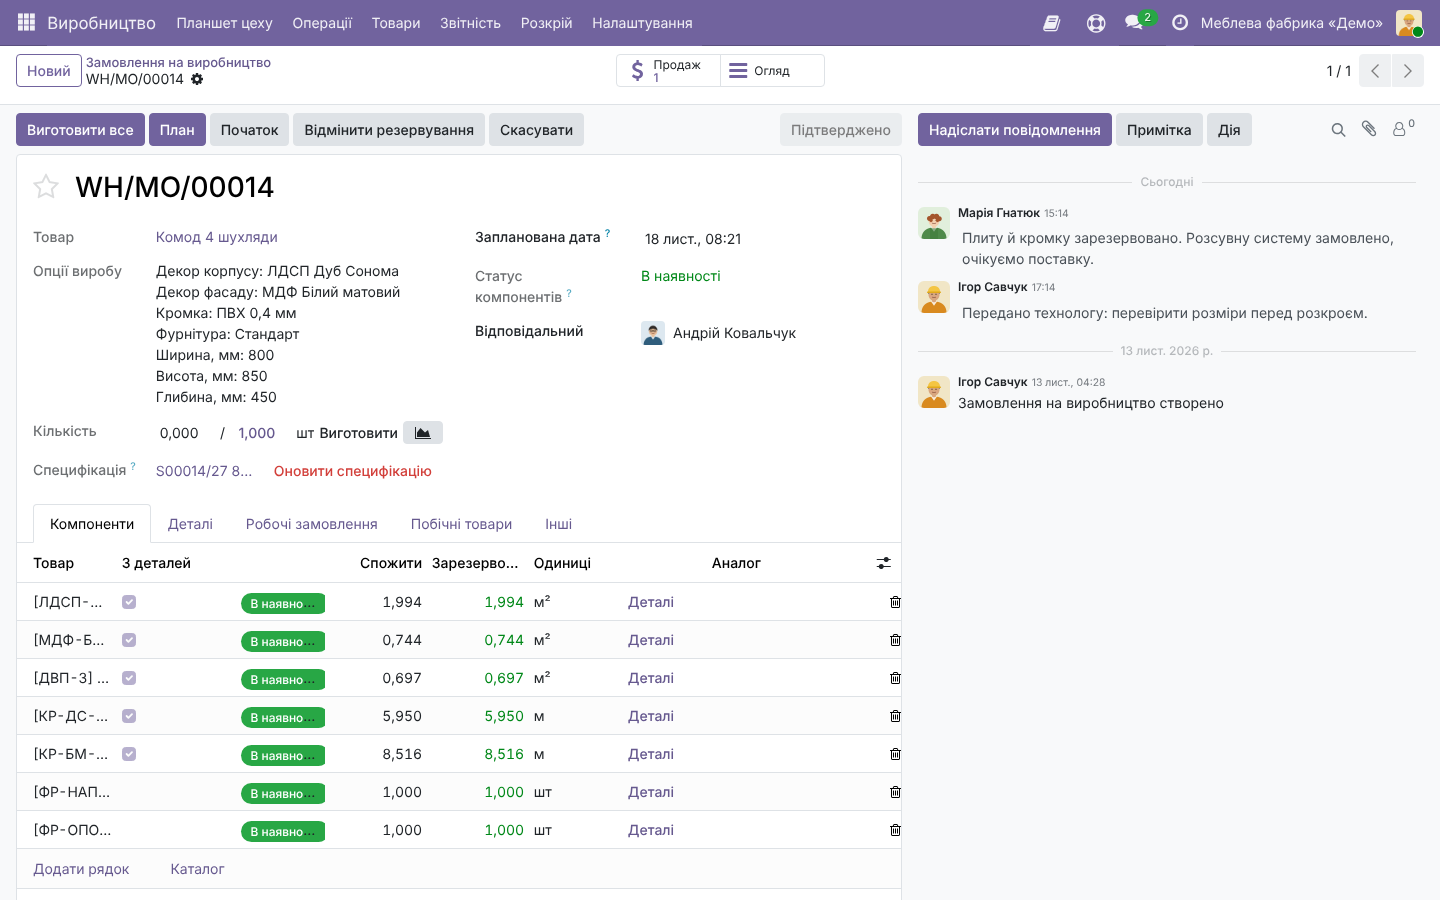 Виробництво Планшет цеху Операції Товари Звітність Розкрій Налаштування 2 Меблева фабрика «Демо»
Новий
Замовлення на виробництво
WH/MO/00014
Продаж
1
Огляд
1 / 1
Виготовити все План Початок Відмінити резервування Скасувати Підтверджено
Надіслати повідомлення Примітка Дія 0
WH/MO/00014
Товар Комод 4 шухляди
Опції виробу
Декор корпусу: ЛДСП Дуб Сонома
Декор фасаду: МДФ Білий матовий
Кромка: ПВХ 0,4 мм
Фурнітура: Стандарт
Ширина, мм: 800
Висота, мм: 850
Глибина, мм: 450
Кількість 0,000 / 1,000 шт Виготовити
Специфікація ? S00014/27 8... Оновити специфікацію
Запланована дата ? 18 лист., 08:21
Статус
компонентів ? В наявності
Відповідальний Андрій Ковальчук
Компоненти Деталі Робочі замовлення Побічні товари Інші
Товар З деталей Спожити Зарезерво... Одиниці Аналог
[ЛДСП-... В наявно... 1,994 1,994 м² Деталі
[МДФ-Б... В наявно... 0,744 0,744 м² Деталі
[ДВП-3] ... В наявно... 0,697 0,697 м² Деталі
[КР-ДС-... В наявно... 5,950 5,950 м Деталі
[КР-БМ-... В наявно... 8,516 8,516 м Деталі
[ФР-НАП... В наявно... 1,000 1,000 шт Деталі
[ФР-ОПО... В наявно... 1,000 1,000 шт Деталі
Додати рядок Каталог
Сьогодні
Марія Гнатюк 15:14
Плиту й кромку зарезервовано. Розсувну систему замовлено,
очікуємо поставку.
Ігор Савчук 17:14
Передано технологу: перевірити розміри перед розкроєм.
13 лист. 2026 р.
Ігор Савчук 13 лист., 04:28
Замовлення на виробництво створено